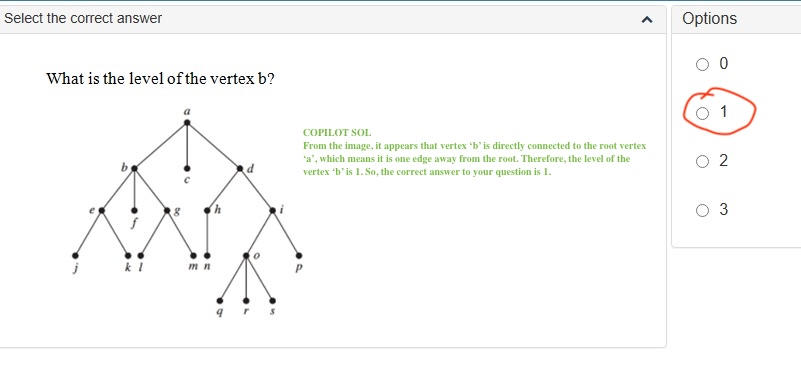 Select the correct answer
What is the level of the vertex b?
a
b
c
d
e
f
g
h
i
j
k l
m n
o
p
q
r
s
COPILOT SOL
From the image, it appears that vertex ‘b’ is directly connected to the root vertex
‘a’, which means it is one edge away from the root. Therefore, the level of the
vertex ‘b’ is 1. So, the correct answer to your question is 1.
Options
0
1
2
3